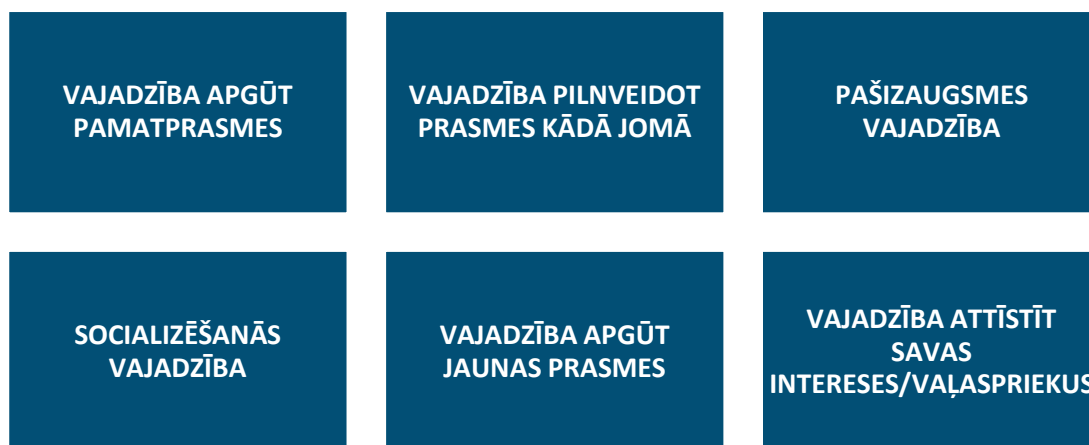 VAJADZĪBA APGŪT
PAMATPRASMES
VAJADZĪBA PILNVEIDOT
PRASMES KĀDĀ JOMĀ
PAŠIZAUGSMES
VAJADZĪBA
SOCIALIZĒŠANĀS
VAJADZĪBA
VAJADZĪBA APGŪT
JAUNAS PRASMES
VAJADZĪBA ATTĪSTĪT
SAVAS
INTERESES/VAĻASPRIEKUS